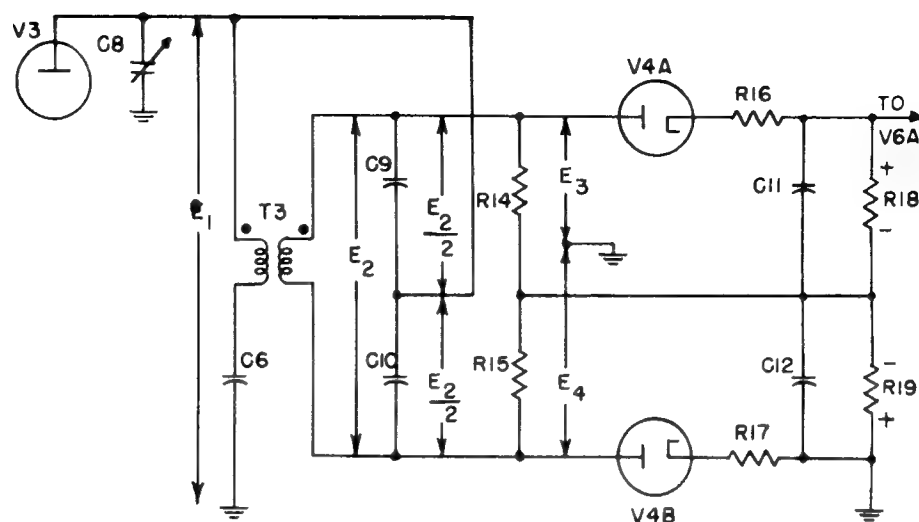 V3
C8
E1
T3
C6
E2
C9
C10
E2/2
E2/2
R14
R15
E3
E4
V4A
V4B
R16
R17
C11
C12
TO
V6A
+
R18
-
-
R19
+